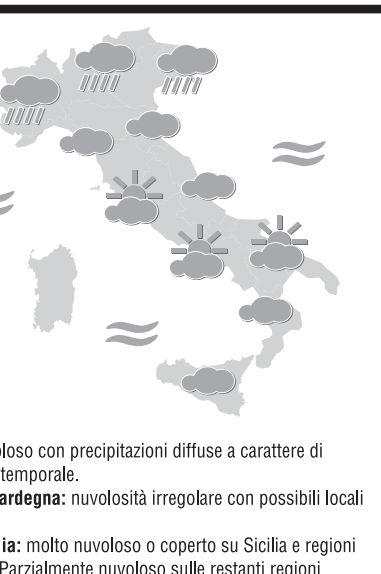 oloso con precipitazioni diffuse a carattere di
temporale.
ardegna: nuvolosità irregolare con possibili locali
ia: molto nuvoloso o coperto su Sicilia e regioni
Parzialmente nuvoloso sulle restanti regioni